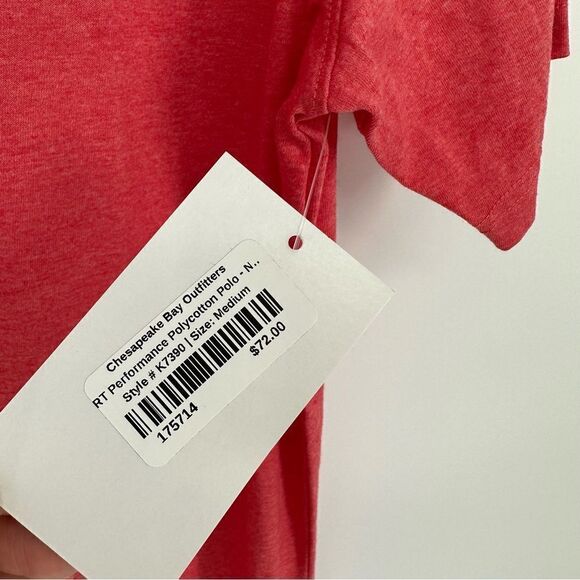 Chesapeake Bay Outfitters
RT Performance Polycotton Polo - N..
Style # K7390 | Size: Medium
$72.00
175714